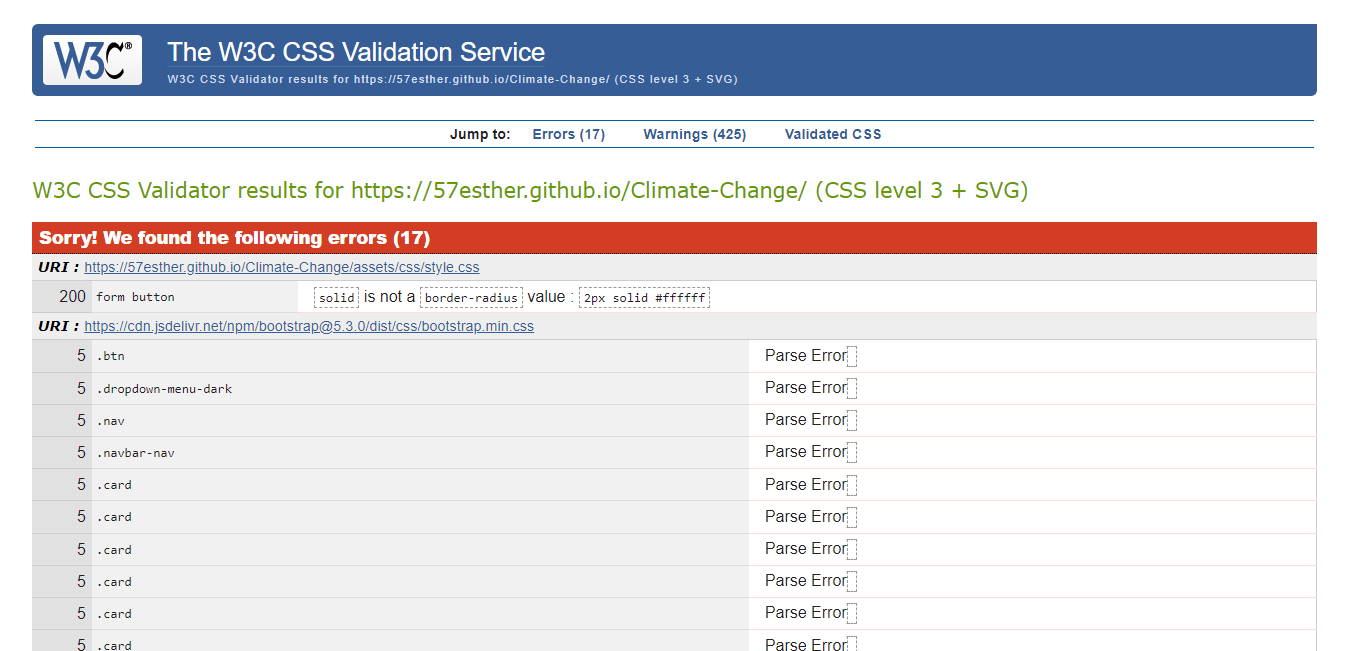 W3C® The W3C CSS Validation Service
W3C CSS Validator results for https://57esther.github.io/Climate-Change/ (CSS level 3 + SVG)
Jump to: Errors (17) Warnings (425) Validated CSS
W3C CSS Validator results for https://57esther.github.io/Climate-Change/ (CSS level 3 + SVG)
Sorry! We found the following errors (17)
URI : https://57esther.github.io/Climate-Change/assets/css/style.css
200 form button solid is not a border-radius value : 2px solid #ffffff
URI : https://cdn.jsdelivr.net/npm/bootstrap@5.3.0/dist/css/bootstrap.min.css
5 .btn Parse Error
5 .dropdown-menu-dark Parse Error
5 .nav Parse Error
5 .navbar-nav Parse Error
5 .card Parse Error
5 .card Parse Error
5 .card Parse Error
5 .card Parse Error
5 .card Parse Error
5 .card Parse Error